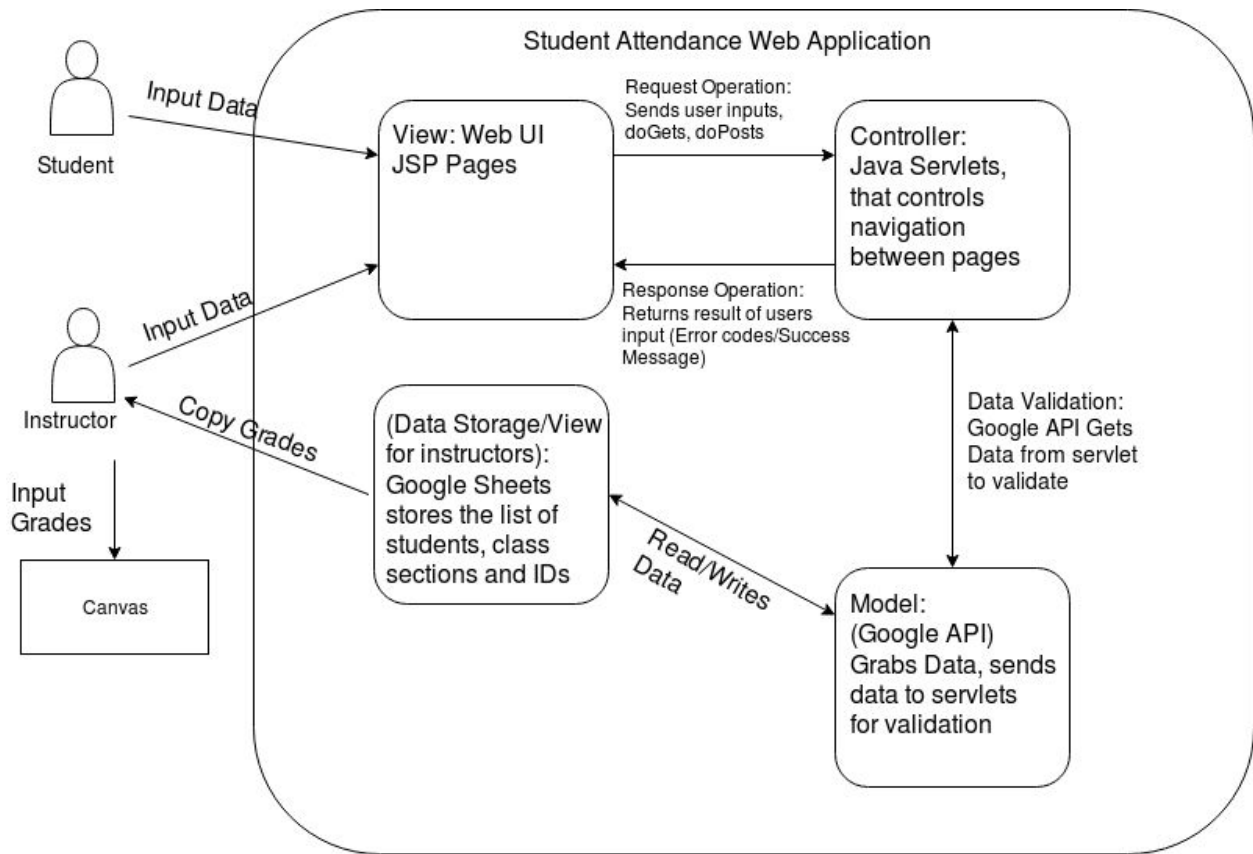 Student Attendance Web Application
Student
Input Data
View: Web UI
JSP Pages
Request Operation:
Sends user inputs,
doGets, doPosts
Controller:
Java Servlets,
that controls
navigation
between pages
Response Operation:
Returns result of users
input (Error codes/Success
Message)
Input Data
Instructor
Copy Grades
(Data Storage/View
for instructors):
Google Sheets
stores the list of
students, class
sections and IDs
Data Validation:
Google API Gets
Data from servlet
to validate
Input
Grades
Canvas
Read/Writes
Data
Model:
(Google API)
Grabs Data, sends
data to servlets
for validation